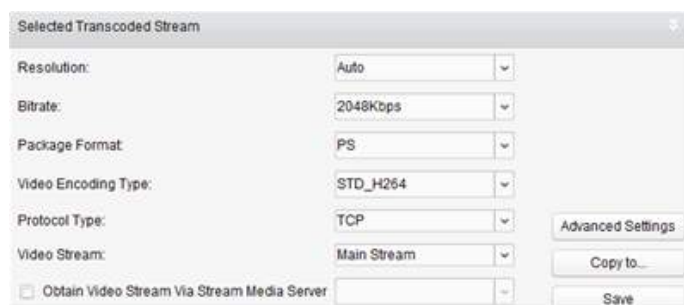 Selected Transcoded Stream
Resolution: Auto
Bitrate: 2048Kbps
Package Format: PS
Video Encoding Type: STD_H264
Protocol Type: TCP
Advanced Settings
Video Stream: Main Stream
Copy to...
Obtain Video Stream Via Stream Media Server
Save